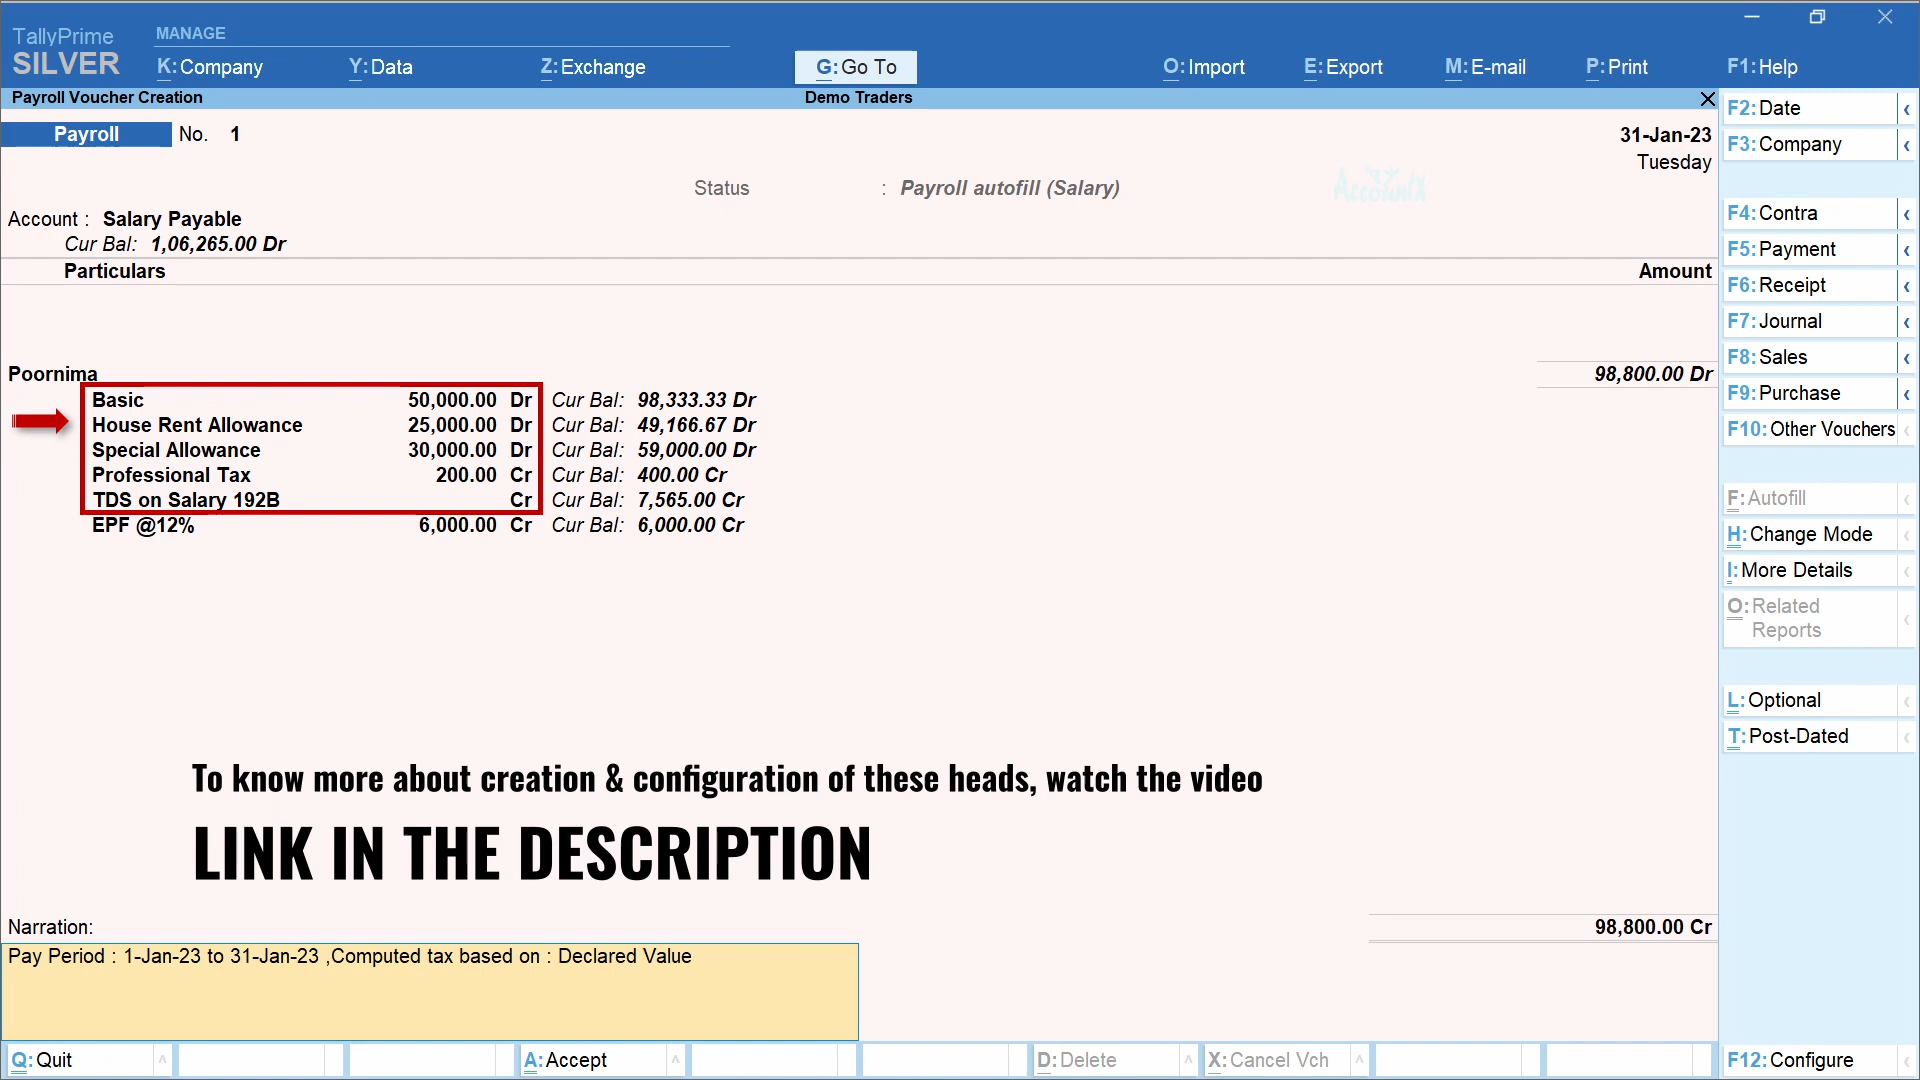 TallyPrime
SILVER
MANAGE
K: Company Y: Data Z: Exchange G: Go To O: Import E: Export M: E-mail P: Print F1: Help
Payroll Voucher Creation Demo Traders
Payroll No. 1 31-Jan-23
Tuesday
Status : Payroll autofill (Salary)
AccounIX
Account : Salary Payable
Cur Bal: 1,06,265.00 Dr
Particulars Amount
Poornima 98,800.00 Dr
Basic 50,000.00 Dr Cur Bal: 98,333.33 Dr
House Rent Allowance 25,000.00 Dr Cur Bal: 49,166.67 Dr
Special Allowance 30,000.00 Dr Cur Bal: 59,000.00 Dr
Professional Tax 200.00 Cr Cur Bal: 400.00 Cr
TDS on Salary 192B Cr Cur Bal: 7,565.00 Cr
EPF @12% 6,000.00 Cr Cur Bal: 6,000.00 Cr
To know more about creation & configuration of these heads, watch the video
LINK IN THE DESCRIPTION
Narration: 98,800.00 Cr
Pay Period : 1-Jan-23 to 31-Jan-23 ,Computed tax based on : Declared Value
Q: Quit A: Accept D: Delete X: Cancel Vch
F2: Date
F3: Company
F4: Contra
F5: Payment
F6: Receipt
F7: Journal
F8: Sales
F9: Purchase
F10: Other Vouchers
F: Autofill
H: Change Mode
I: More Details
O: Related
Reports
L: Optional
T: Post-Dated
F12: Configure